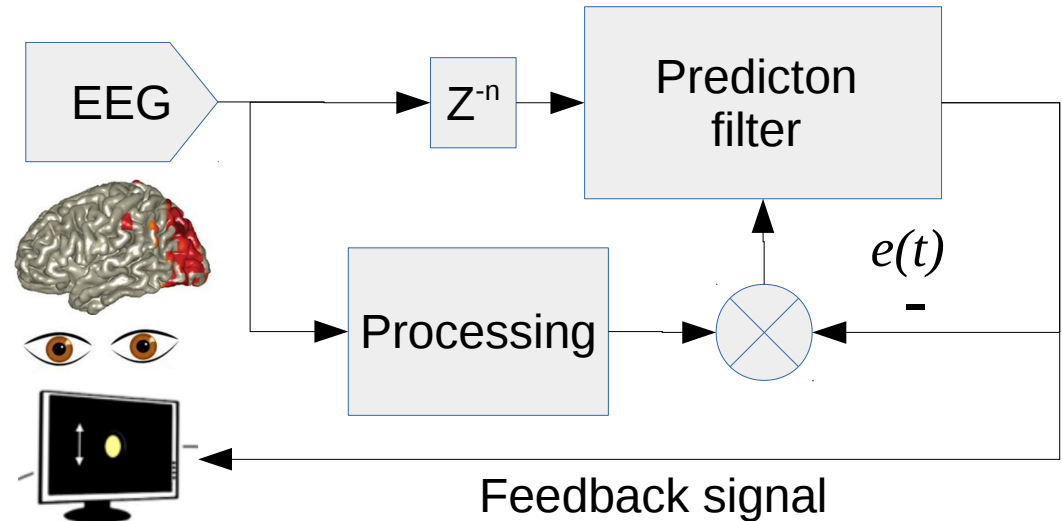 EEG
Z⁻ⁿ
Predicton
filter
e(t)
-
Processing
Feedback signal